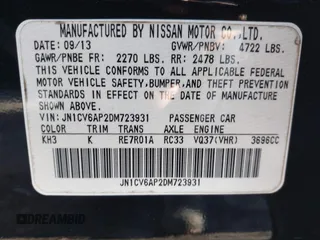 MANUFACTURED BY NISSAN MOTOR CO.,LTD.
DATE: 09/13 GVWR/PNBV: 4722 LBS.
GAWR/PNBE FR: 2270 LBS. RR: 2478 LBS.
THIS VEHICLE CONFORMS TO ALL APPLICABLE FEDERAL
MOTOR VEHICLE SAFETY, BUMPER, AND THEFT PREVENTION
STANDARDS IN EFFECT ON THE DATE OF
MANUFACTURE SHOWN ABOVE.
VIN: JN1CV6AP2DM723931 PASSENGER CAR
COLOR TRIM TRANS AXLE ENGINE
KH3 K RE7R01A RC33 VQ37(VHR) 3696CC
JN1CV6AP2DM723931
DREAMBID